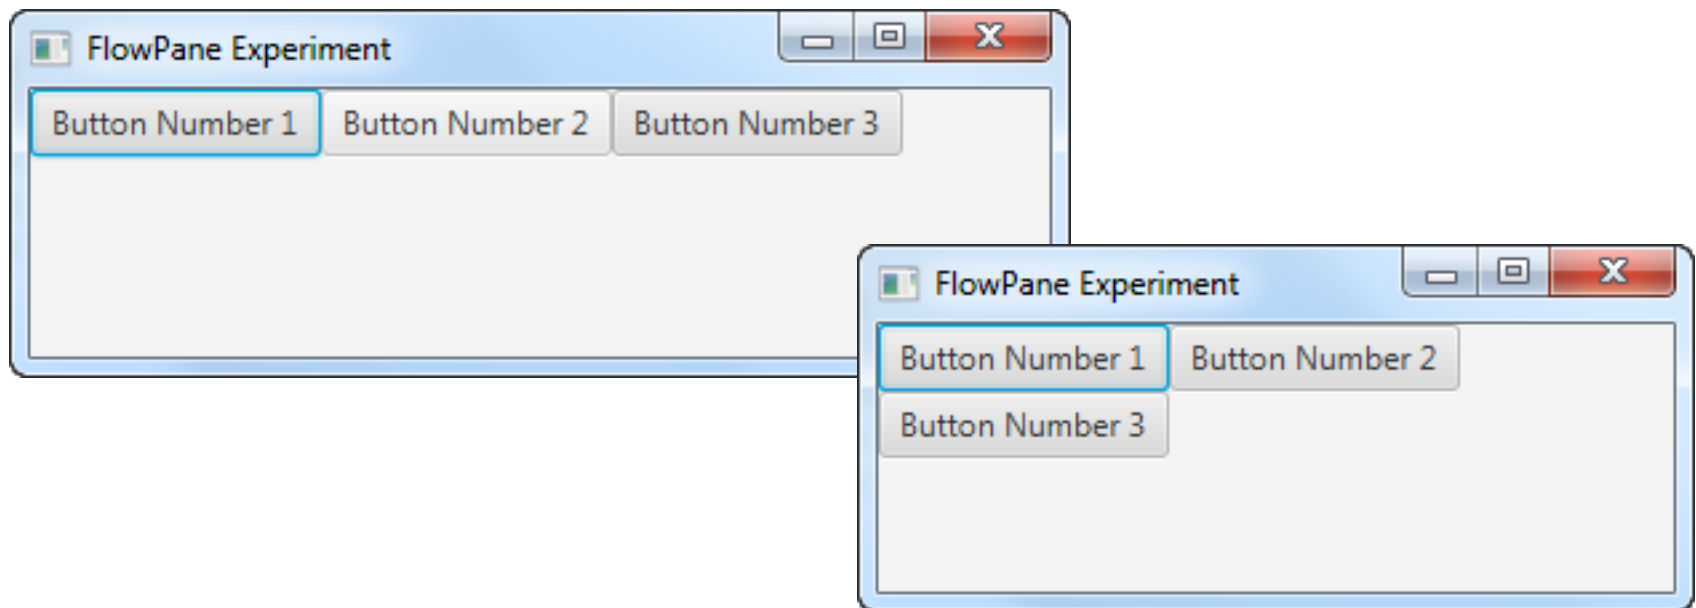 FlowPane Experiment
Button Number 1 Button Number 2 Button Number 3
FlowPane Experiment
Button Number 1 Button Number 2
Button Number 3